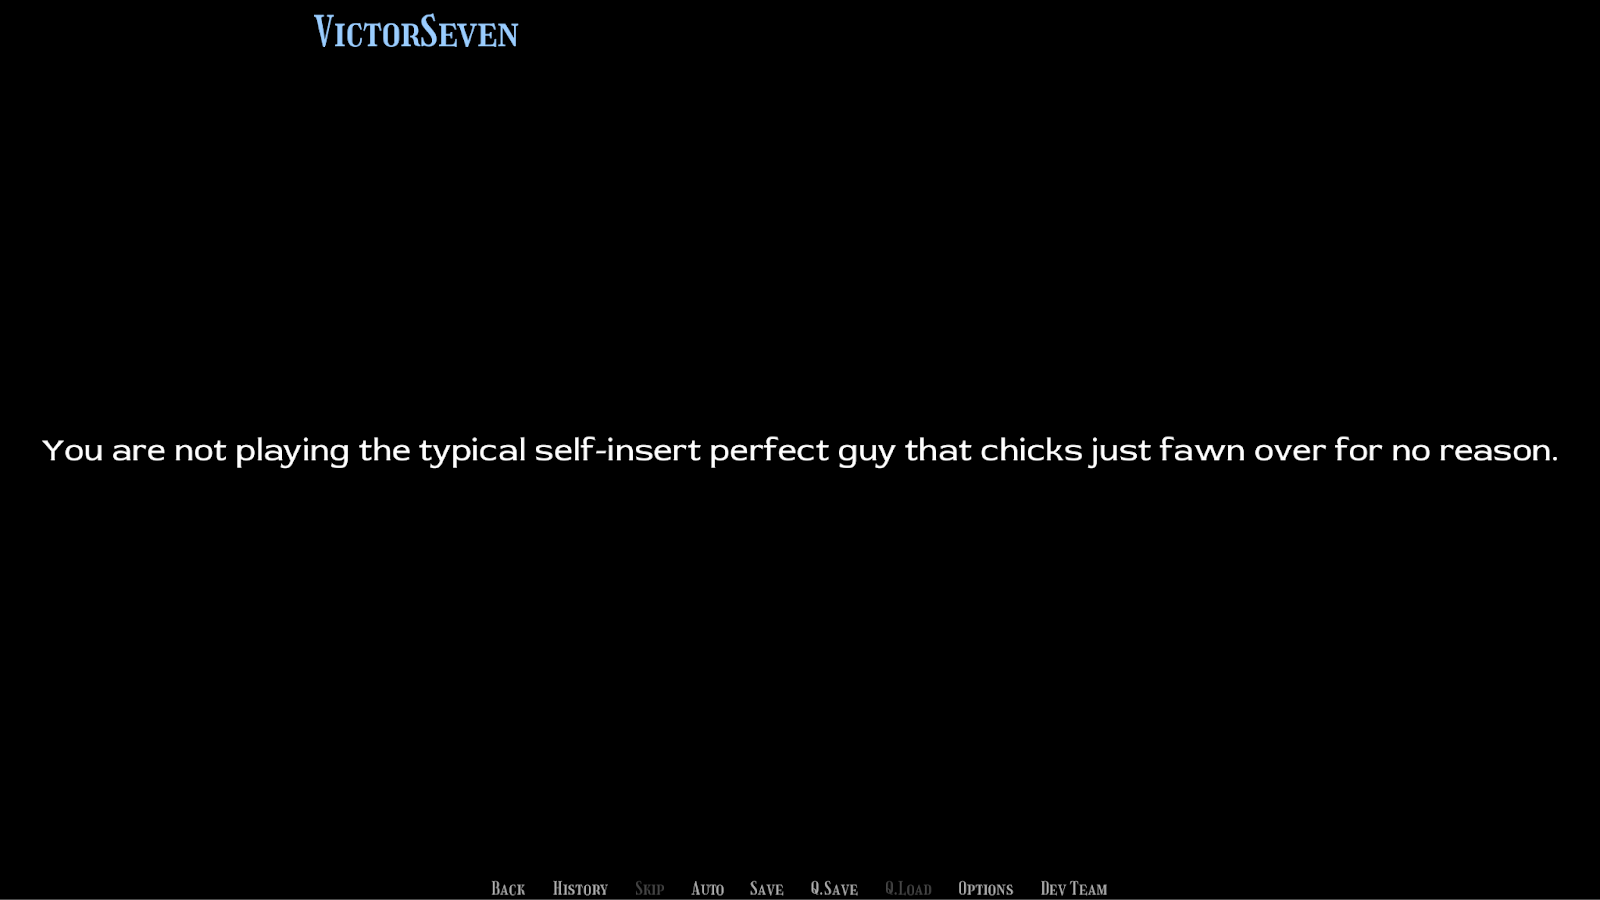 VictorSeven
You are not playing the typical self-insert perfect guy that chicks just fawn over for no reason.
Back History Skip Auto Save Q.Save Q.Load Options Dev Team